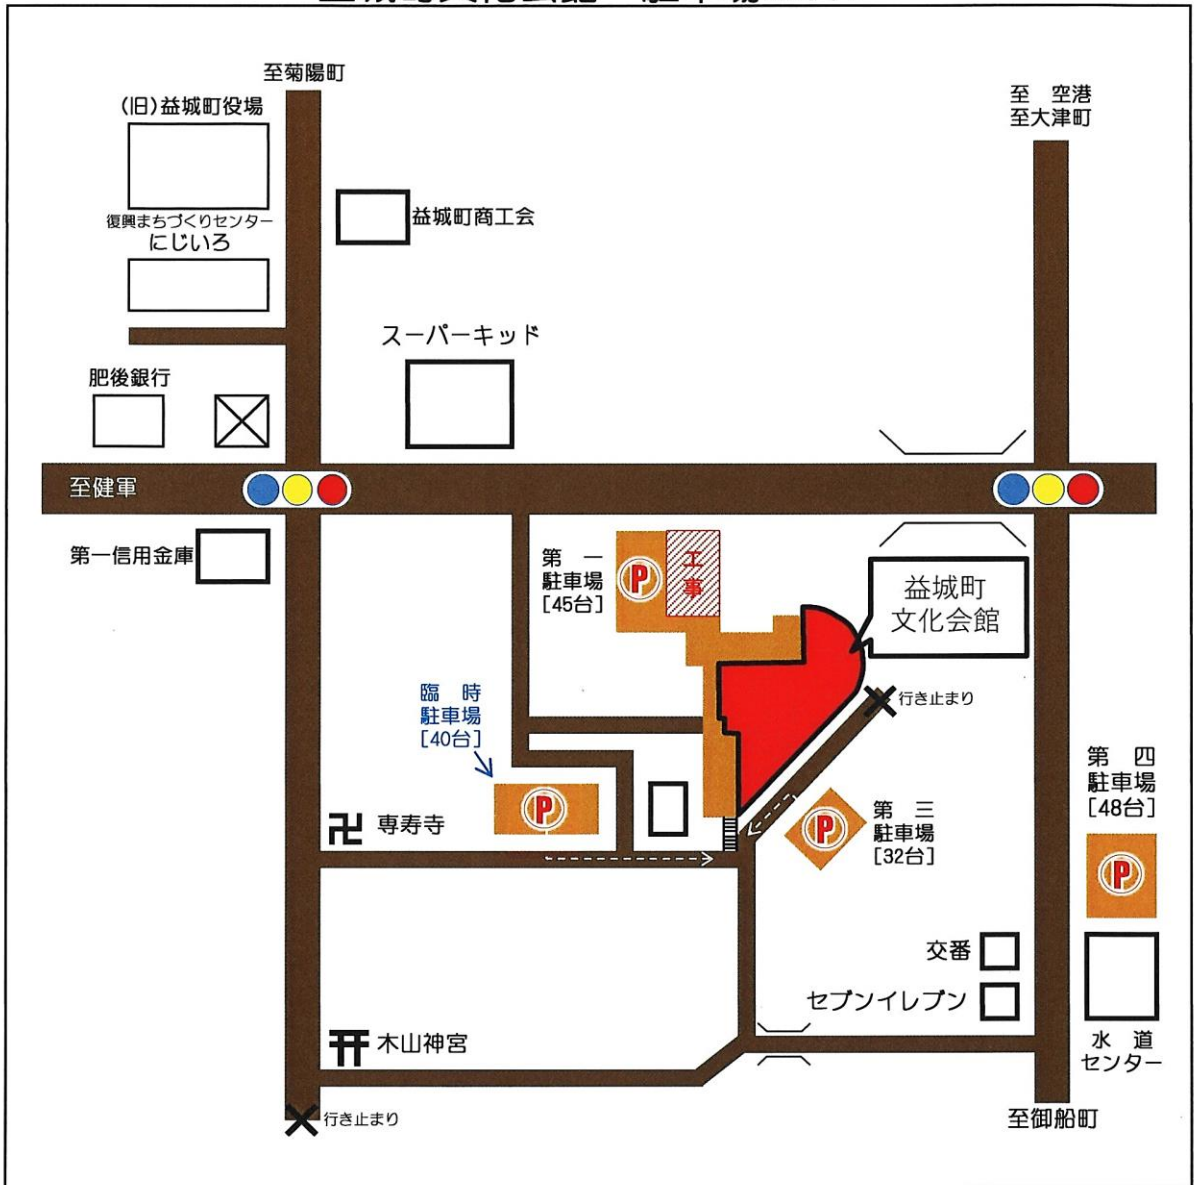 至菊陽町
至 空港
至大津町
(旧)益城町役場
益城町商工会
復興まちづくりセンター
にじいろ
スーパーキッド
肥後銀行
至健軍
第一信用金庫
第 一
駐車場
[45台]
P
工
事
益城町
文化会館
行き止まり
臨 時
駐車場
[40台]
P
専寿寺
第 三
駐車場
[32台]
P
第 四
駐車場
[48台]
P
交番
セブンイレブン
水 道
センター
木山神宮
行き止まり
至御船町